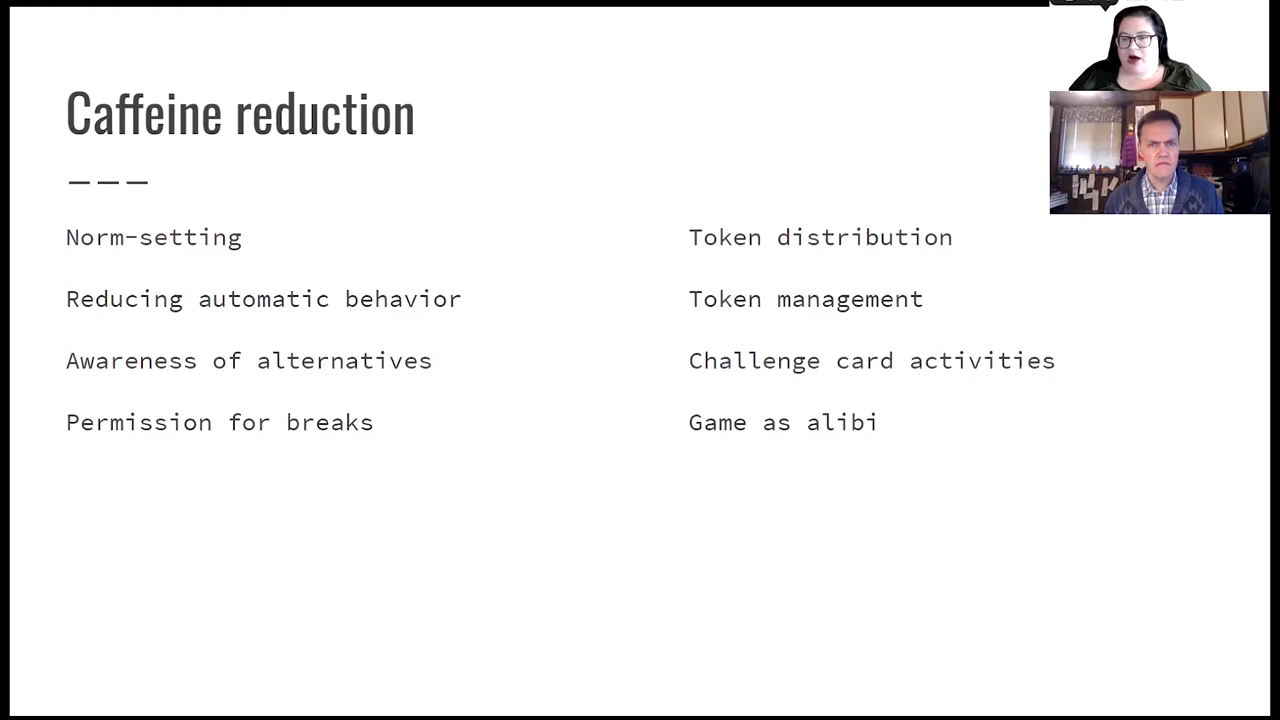 Caffeine reduction
Norm-setting
Reducing automatic behavior
Awareness of alternatives
Permission for breaks
Token distribution
Token management
Challenge card activities
Game as alibi